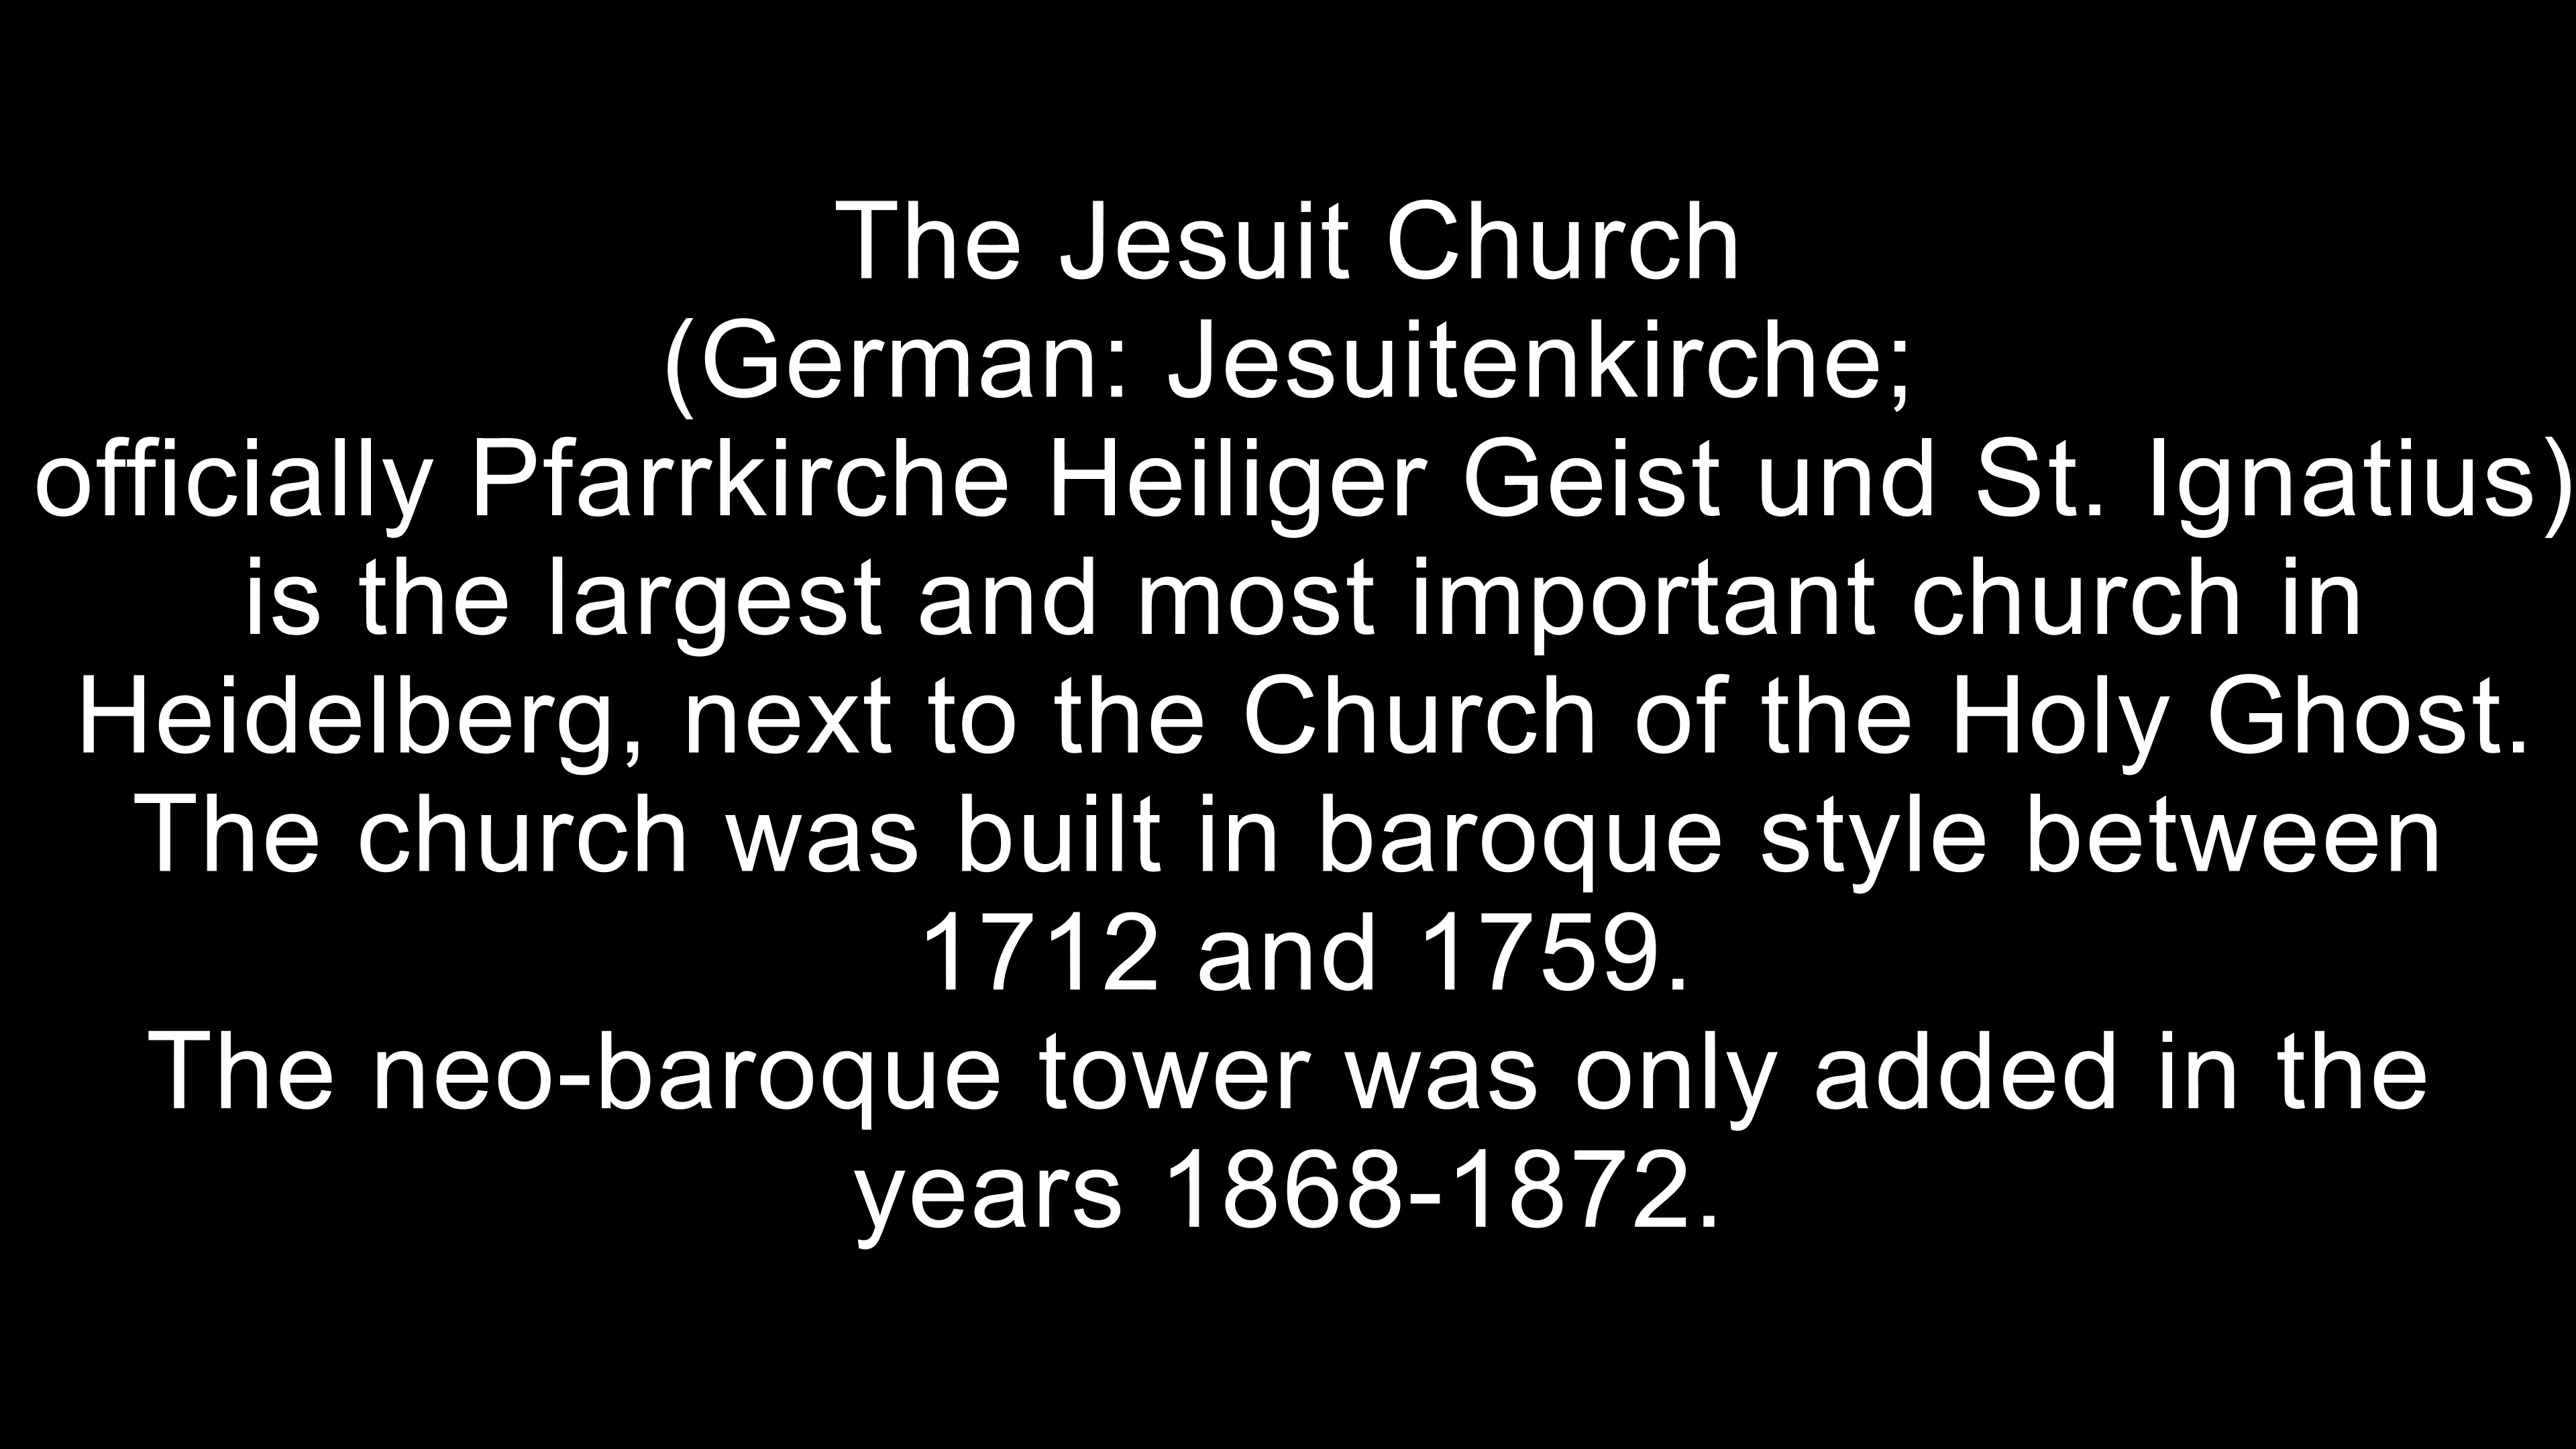 The Jesuit Church
(German: Jesuitenkirche;
officially Pfarrkirche Heiliger Geist und St. Ignatius)
is the largest and most important church in
Heidelberg, next to the Church of the Holy Ghost.
The church was built in baroque style between
1712 and 1759.
The neo-baroque tower was only added in the
years 1868-1872.